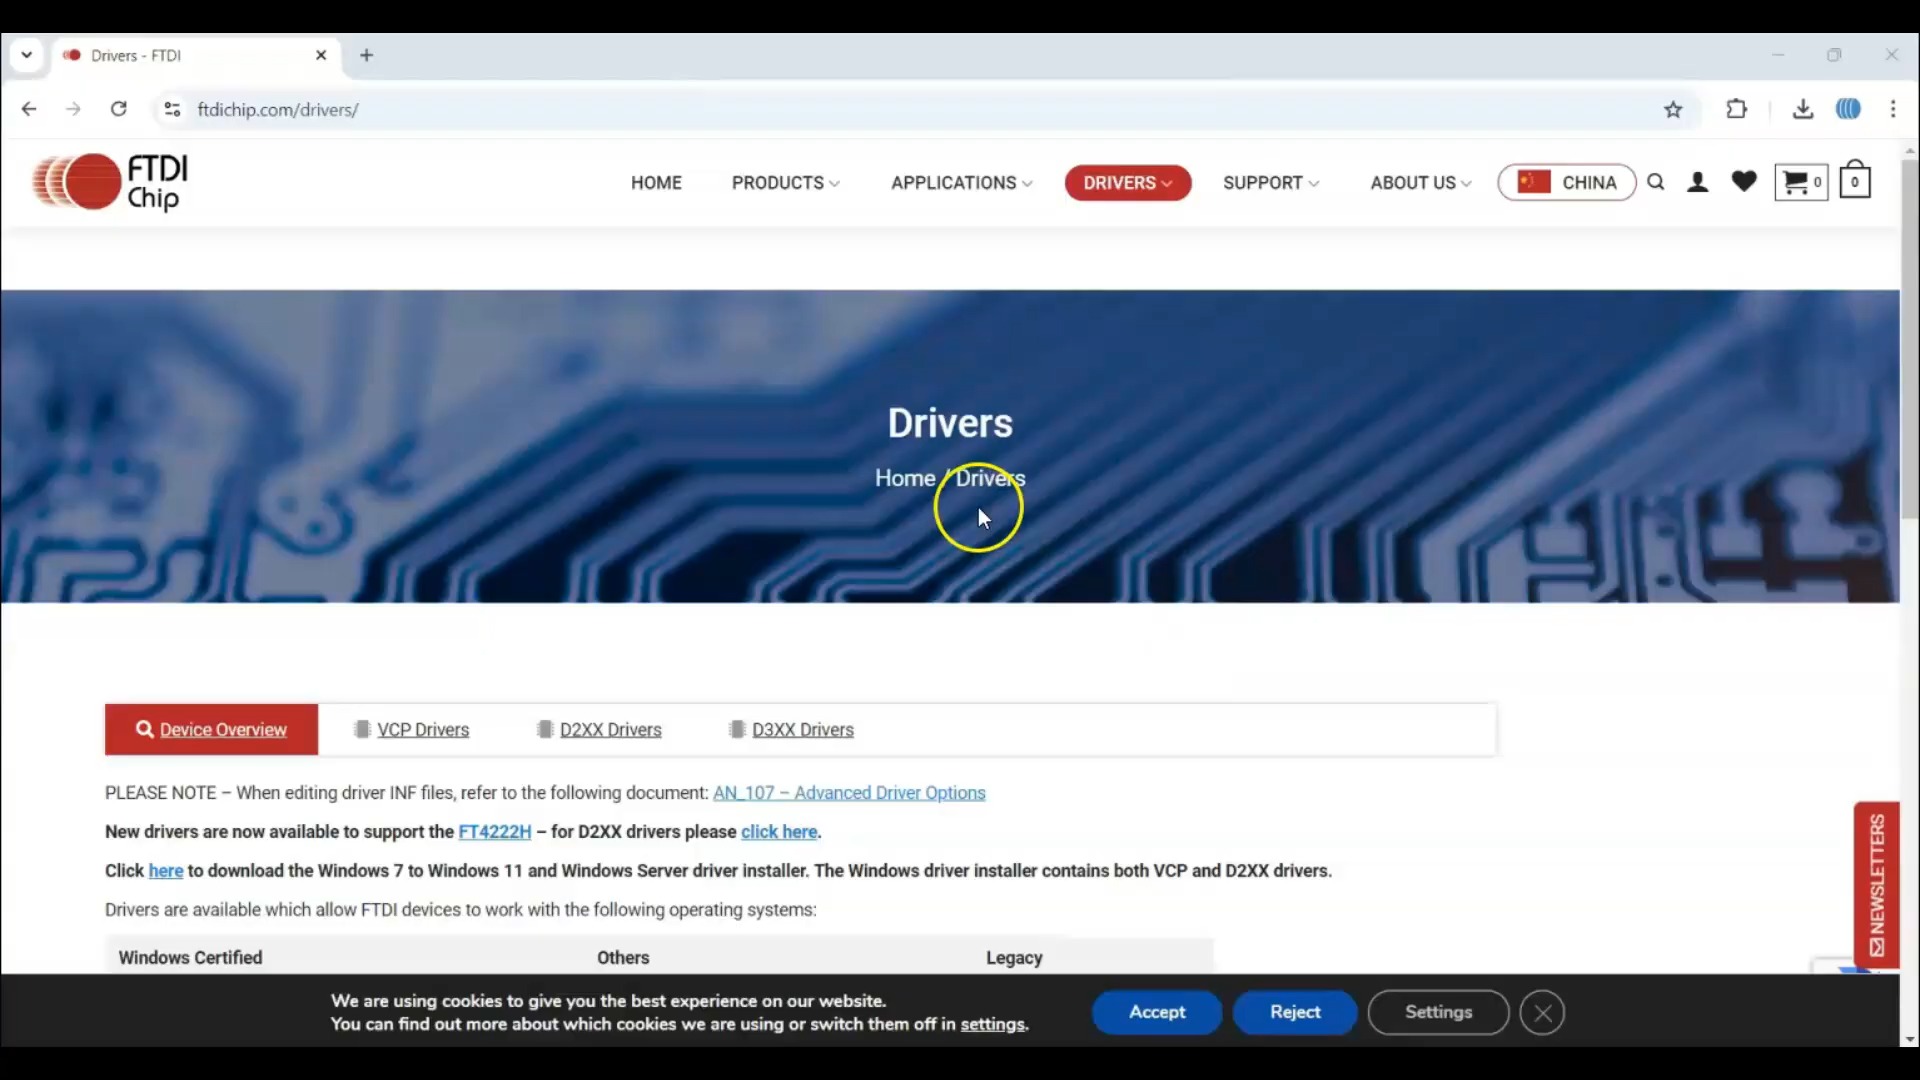 Drivers - FTDI
ftdichip.com/drivers/
FTDI
Chip
HOME
PRODUCTS
APPLICATIONS
DRIVERS
SUPPORT
ABOUT US
CHINA
0
0
Drivers
Home / Drivers
Device Overview
VCP Drivers
D2XX Drivers
D3XX Drivers
PLEASE NOTE – When editing driver INF files, refer to the following document: AN_107 – Advanced Driver Options
New drivers are now available to support the FT4222H – for D2XX drivers please click here.
Click here to download the Windows 7 to Windows 11 and Windows Server driver installer. The Windows driver installer contains both VCP and D2XX drivers.
Drivers are available which allow FTDI devices to work with the following operating systems:
Windows Certified
Others
Legacy
NEWSLETTERS
We are using cookies to give you the best experience on our website.
You can find out more about which cookies we are using or switch them off in settings.
Accept
Reject
Settings